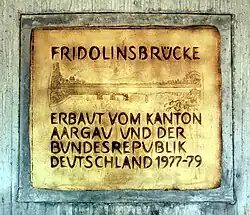 FRIDOLINSBRÜCKE
ERBAUT VOM KANTON
AARGAU UND DER
BUNDESREPUBLIK
DEUTSCHLAND 1977-79